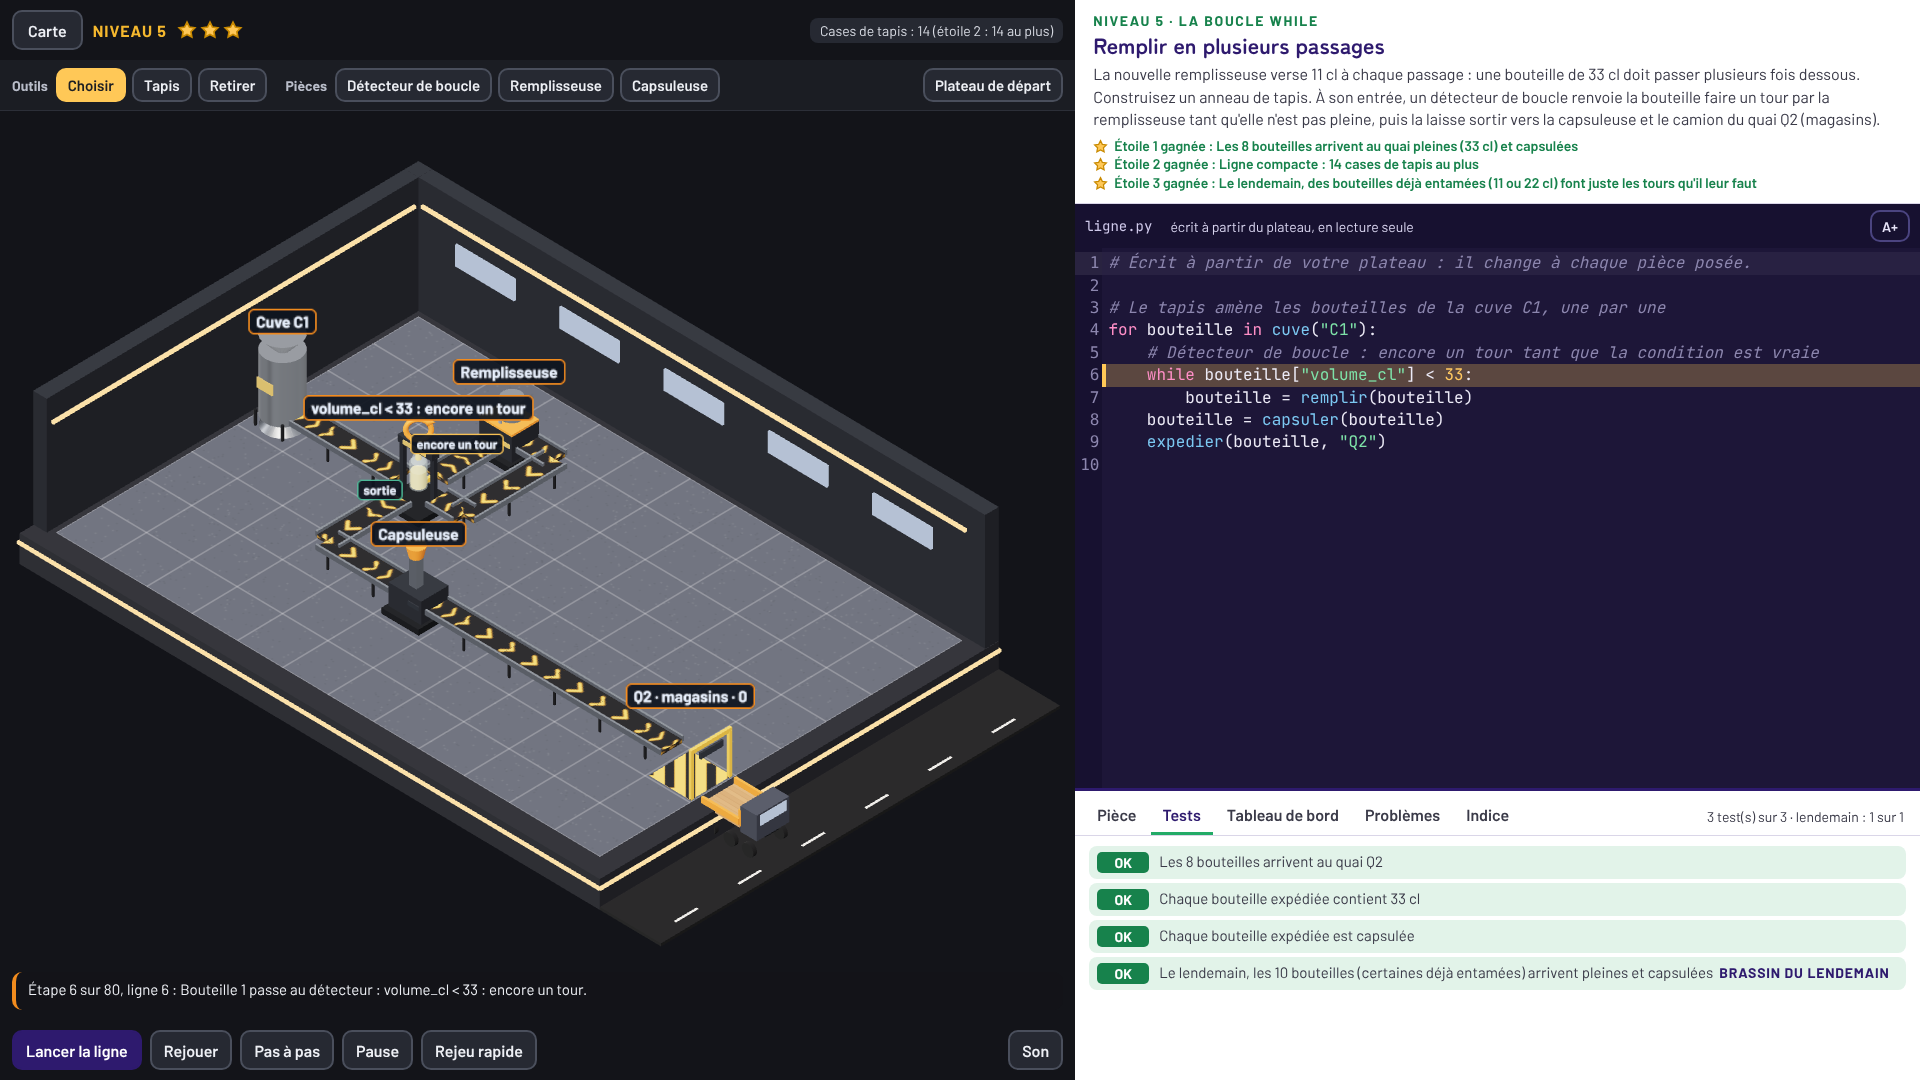 Carte
NIVEAU 5
Cases de tapis : 14 (étoile 2 : 14 au plus)
Outils
Choisir
Tapis
Retirer
Pièces
Détecteur de boucle
Remplisseuse
Capsuleuse
Plateau de départ
Cuve C1
Remplisseuse
volume_cl < 33 : encore un tour
encore un tour
sortie
Capsuleuse
Q2 · magasins · 0
Étape 6 sur 80, ligne 6 : Bouteille 1 passe au détecteur : volume_cl < 33 : encore un tour.
Lancer la ligne
Rejouer
Pas à pas
Pause
Rejeu rapide
Son
NIVEAU 5 · LA BOUCLE WHILE
Remplir en plusieurs passages
La nouvelle remplisseuse verse 11 cl à chaque passage : une bouteille de 33 cl doit passer plusieurs fois dessous.
Construisez un anneau de tapis. À son entrée, un détecteur de boucle renvoie la bouteille faire un tour par la
remplisseuse tant qu'elle n'est pas pleine, puis la laisse sortir vers la capsuleuse et le camion du quai Q2 (magasins).
Étoile 1 gagnée : Les 8 bouteilles arrivent au quai pleines (33 cl) et capsulées
Étoile 2 gagnée : Ligne compacte : 14 cases de tapis au plus
Étoile 3 gagnée : Le lendemain, des bouteilles déjà entamées (11 ou 22 cl) font juste les tours qu'il leur faut
ligne.py
écrit à partir du plateau, en lecture seule
A+
1 # Écrit à partir de votre plateau : il change à chaque pièce posée.
2
3 # Le tapis amène les bouteilles de la cuve C1, une par une
4 for bouteille in cuve("C1"):
5     # Détecteur de boucle : encore un tour tant que la condition est vraie
6     while bouteille["volume_cl"] < 33:
7         bouteille = remplir(bouteille)
8     bouteille = capsuler(bouteille)
9     expedier(bouteille, "Q2")
10
Pièce
Tests
Tableau de bord
Problèmes
Indice
3 test(s) sur 3 · lendemain : 1 sur 1
OK Les 8 bouteilles arrivent au quai Q2
OK Chaque bouteille expédiée contient 33 cl
OK Chaque bouteille expédiée est capsulée
OK Le lendemain, les 10 bouteilles (certaines déjà entamées) arrivent pleines et capsulées BRASSIN DU LENDEMAIN